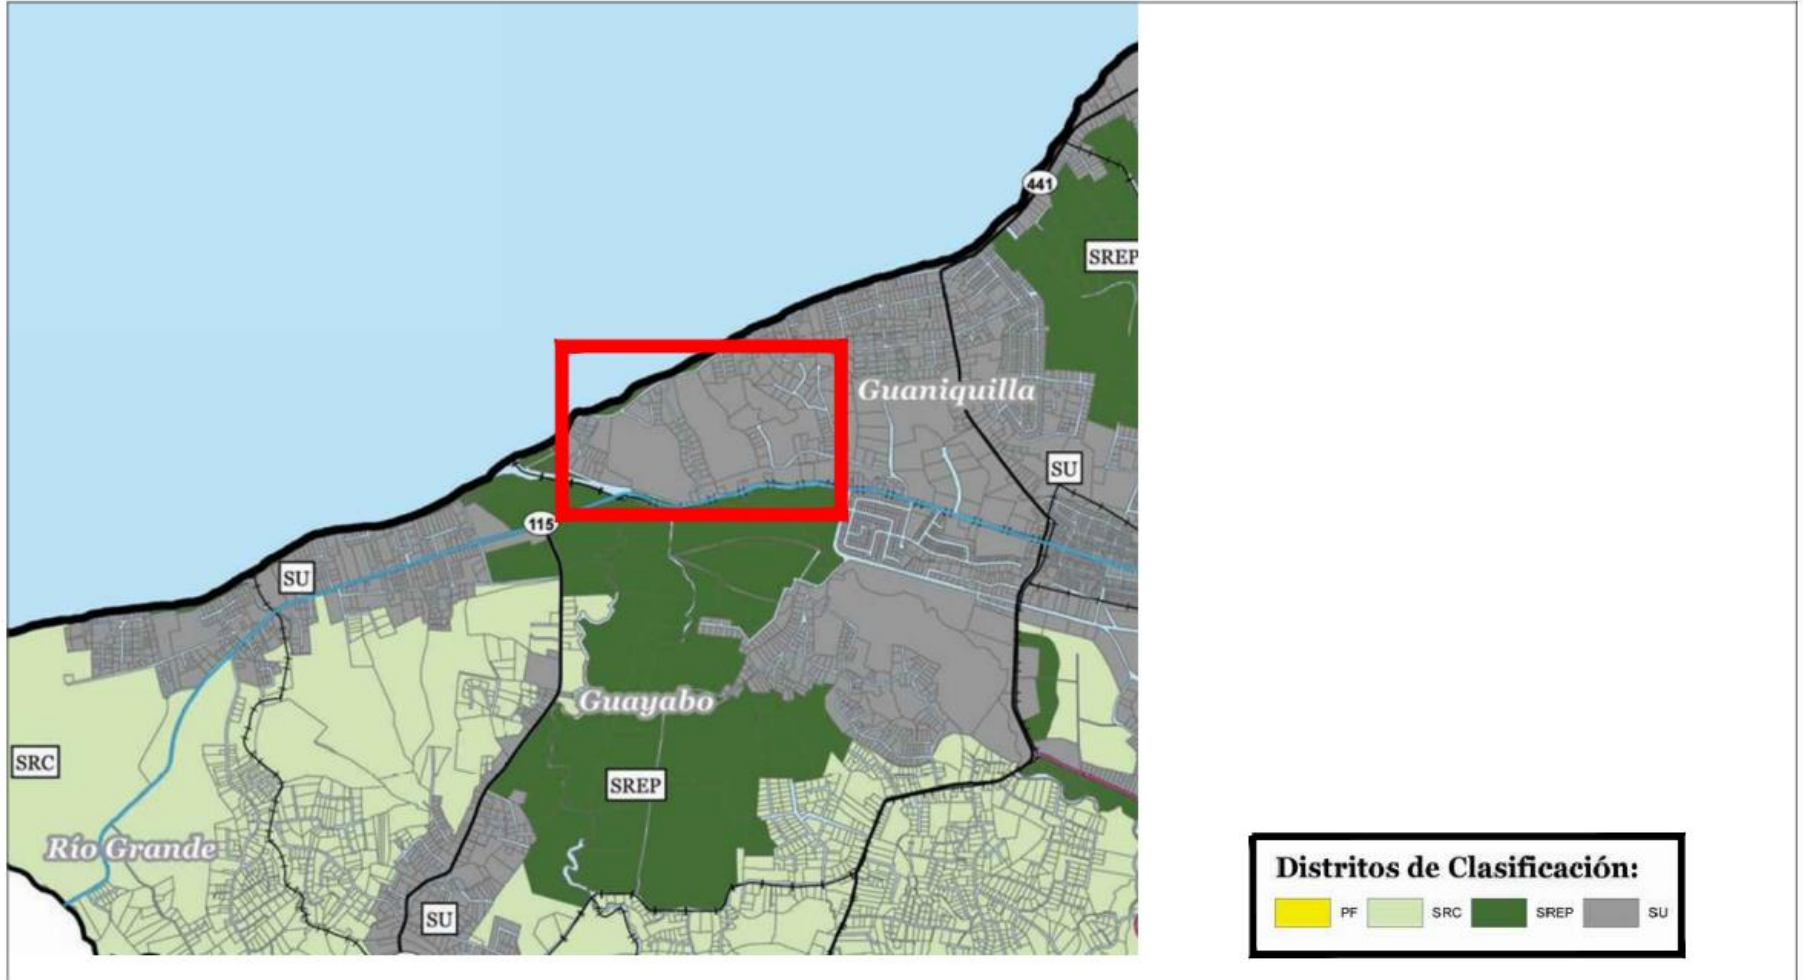 441
SREP
Guaniquilla
SU
115
SU
Guayabo
SRC
SREP
Río Grande
SU
Distritos de Clasificación:
PF SRC SREP SU